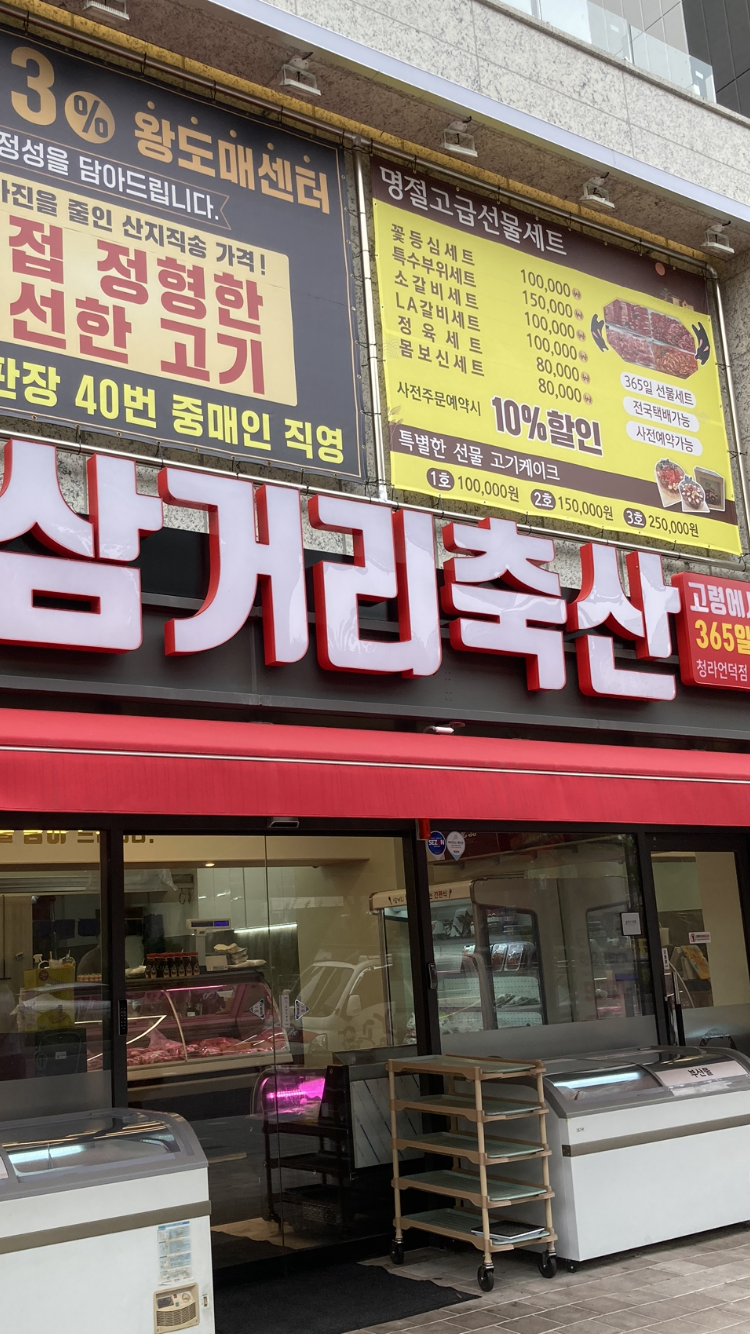 3% 왕도매센터
정성을 담아드립니다.
줄인 산지직송 가격!
접 정형한
선한 고기
판장 40번 중매인 직영
명절고급선물세트
꽃등심세트 100,000원
특수부위세트 150,000원
소갈비세트 100,000원
LA갈비세트 100,000원
정육세트 80,000원
몸보신세트 80,000원
사전주문예약시 10%할인
365일 선물세트
전국택배가능
사전예약가능
특별한 선물 고기케이크
1호 100,000원 2호 150,000원 3호 250,000원
삼거리축산
고령에서
365일
청라언덕점
부산물